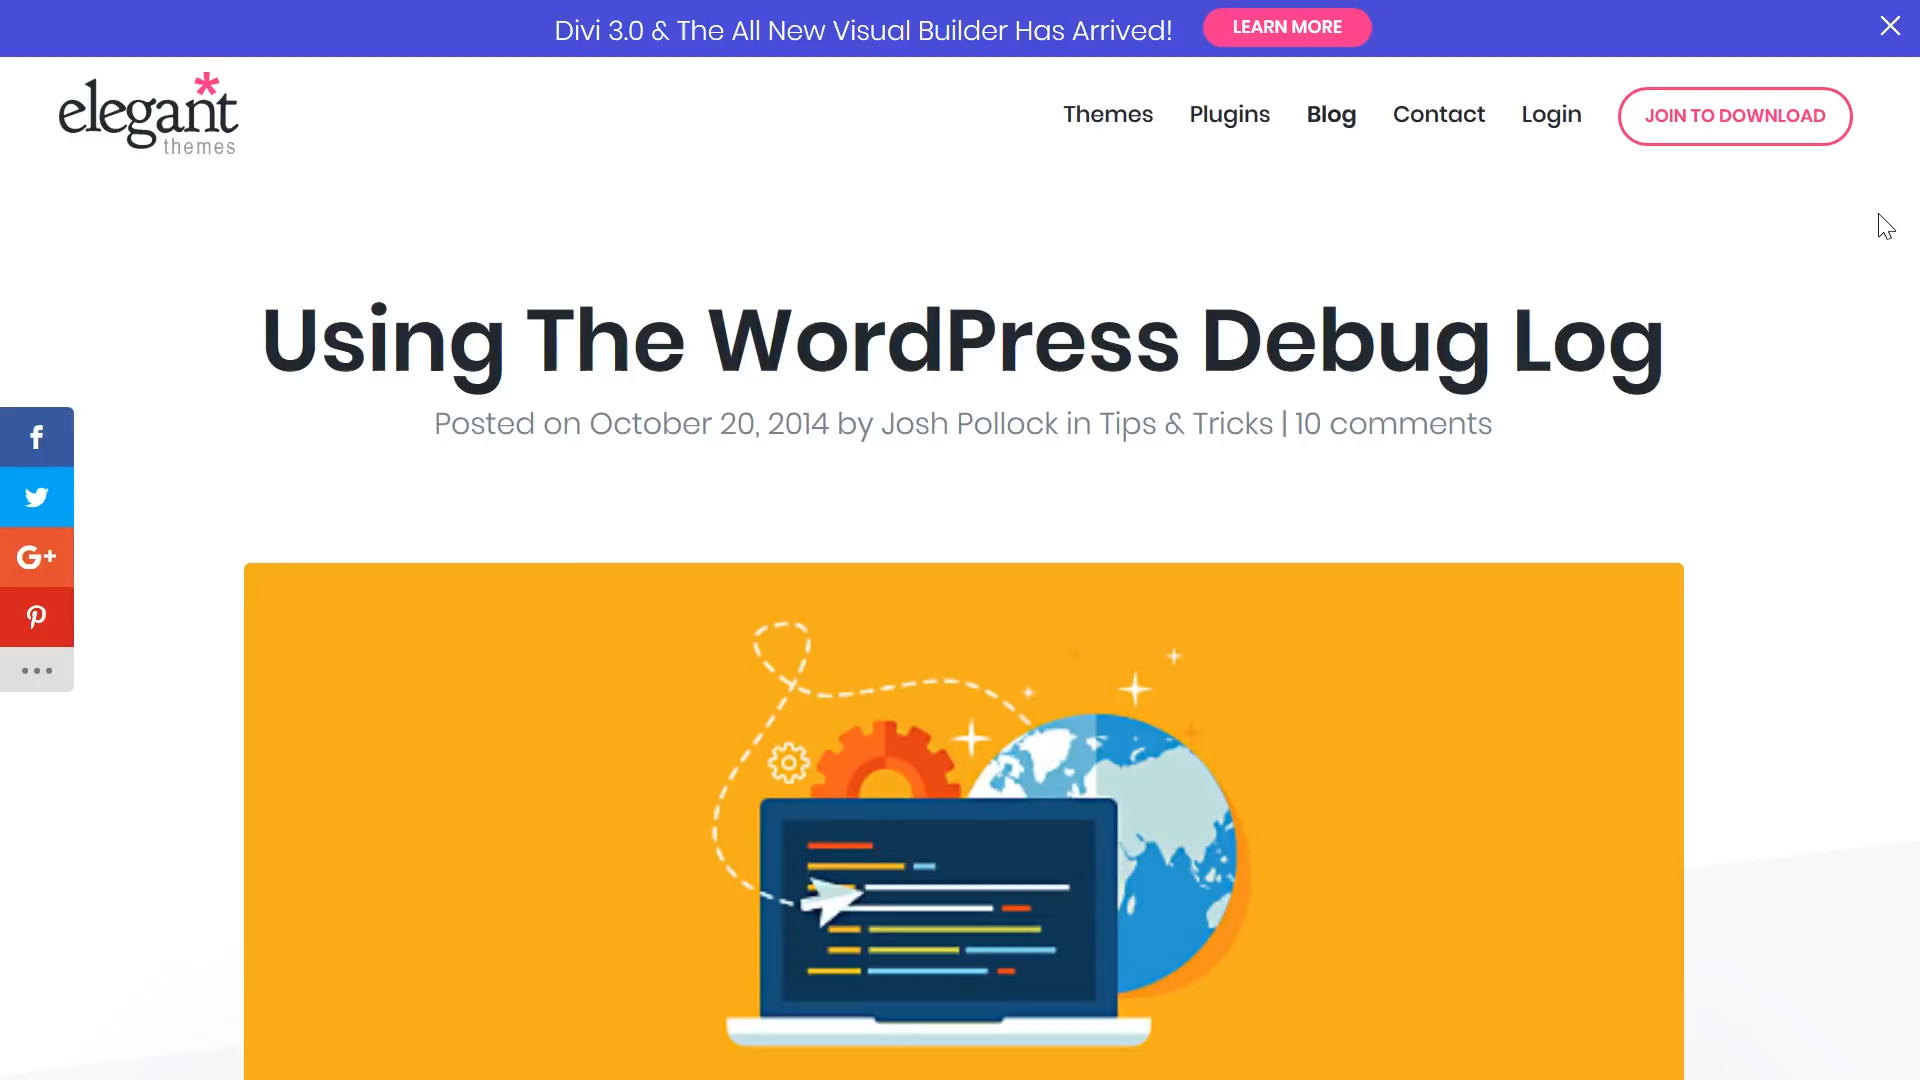 Divi 3.0 & The All New Visual Builder Has Arrived!
LEARN MORE
elegant
themes
Themes
Plugins
Blog
Contact
Login
JOIN TO DOWNLOAD
Using The WordPress Debug Log
Posted on October 20, 2014 by Josh Pollock in Tips & Tricks | 10 comments
G+